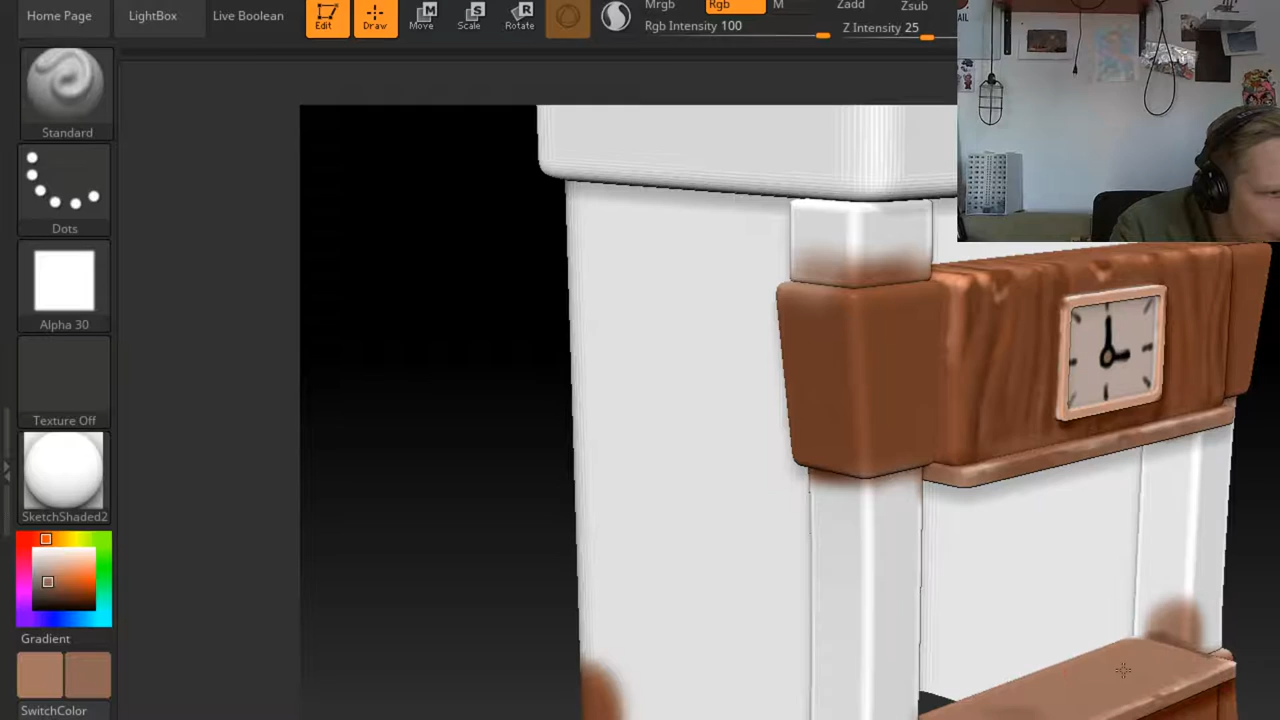 Home Page
LightBox
Live Boolean
Edit
Draw
M
Move
S
Scale
R
Rotate
Mrgb
Rgb
M
Zadd
Zsub
Rgb Intensity 100
Z Intensity 25
Standard
Dots
Alpha 30
Texture Off
SketchShaded2
Gradient
SwitchColor